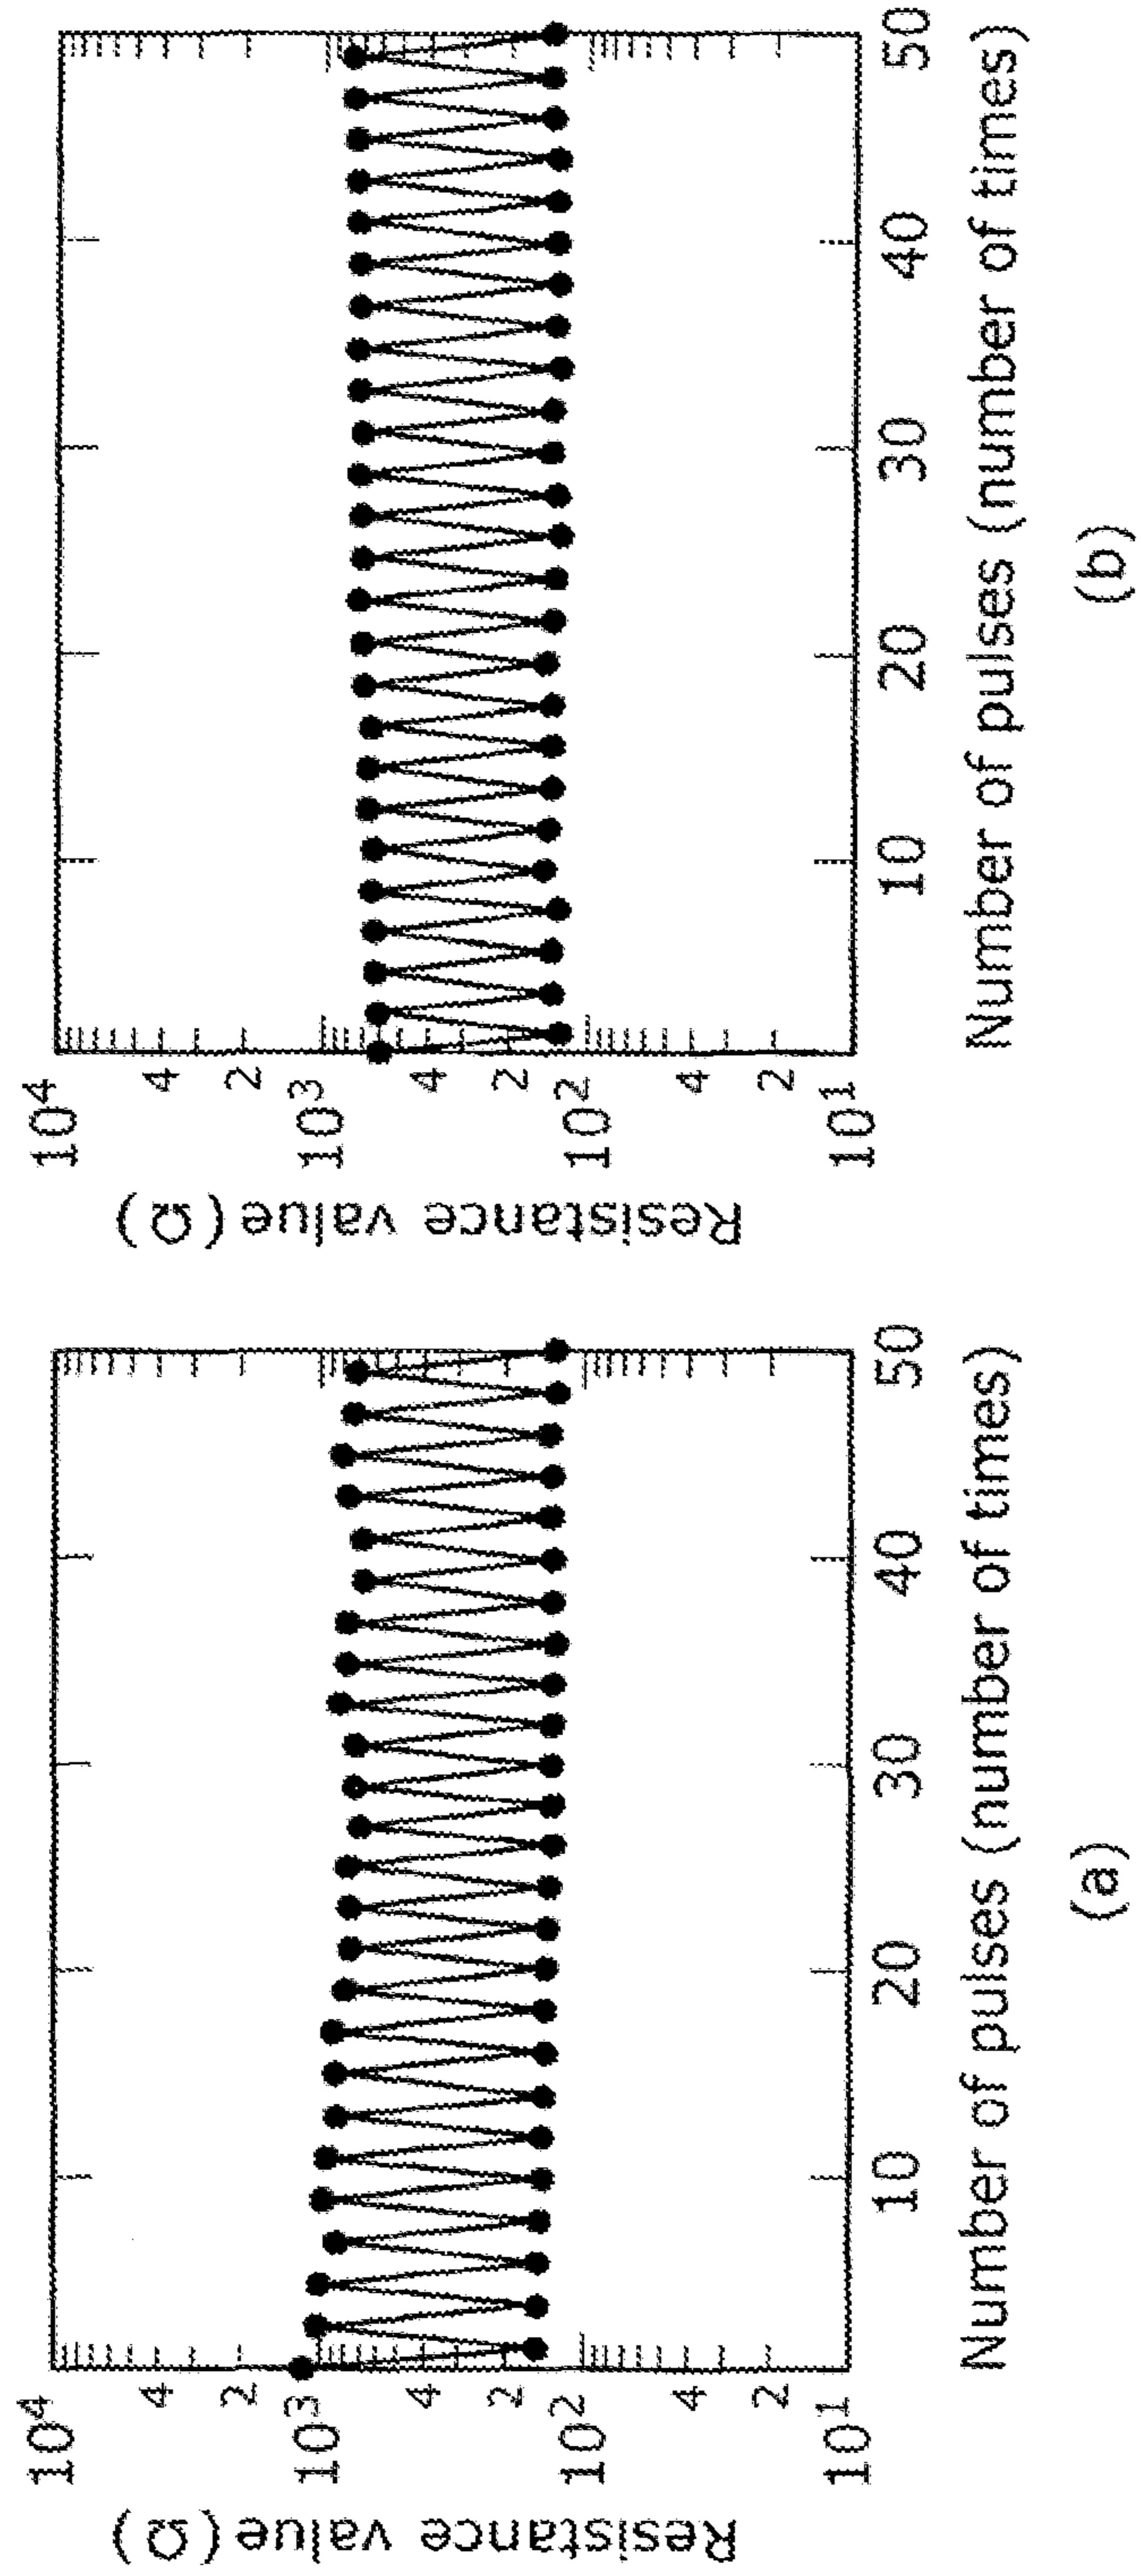 Resistance value(Ω)
10⁴
4
2
10³
4
2
10²
4
2
10¹
10 20 30 40 50
Number of pulses (number of times)
(a)
Resistance value(Ω)
10⁴
4
2
10³
4
2
10²
4
2
10¹
10 20 30 40 50
Number of pulses (number of times)
(b)